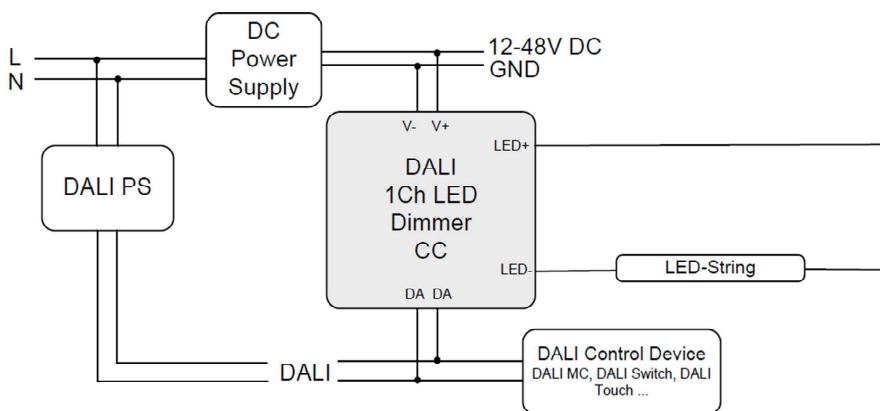 L
N
DC
Power
Supply
12-48V DC
GND
V- V+
LED+
DALI
1Ch LED
Dimmer
CC
DALI PS
LED-
LED-String
DA DA
DALI
DALI Control Device
DALI MC, DALI Switch, DALI
Touch ...